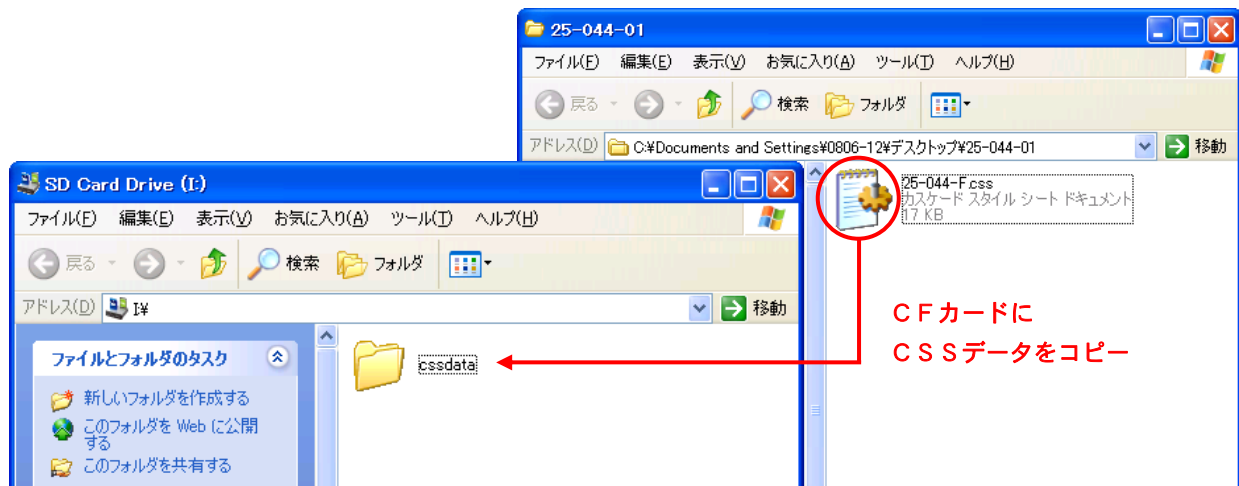 25-044-01
ファイル(F) 編集(E) 表示(V) お気に入り(A) ツール(T) ヘルプ(H)
戻る 検索 フォルダ
アドレス(D) C:¥Documents and Settings¥0806-12¥デスクトップ¥25-044-01 移動
25-044-F.css
カスケード スタイル シート ドキュメント
17 KB
SD Card Drive (I:)
ファイル(F) 編集(E) 表示(V) お気に入り(A) ツール(T) ヘルプ(H)
戻る 検索 フォルダ
アドレス(D) I:¥ 移動
ファイルとフォルダのタスク
新しいフォルダを作成する
このフォルダを Web に公開
する
このフォルダを共有する
cssdata
ＣＦカードに
ＣＳＳデータをコピー